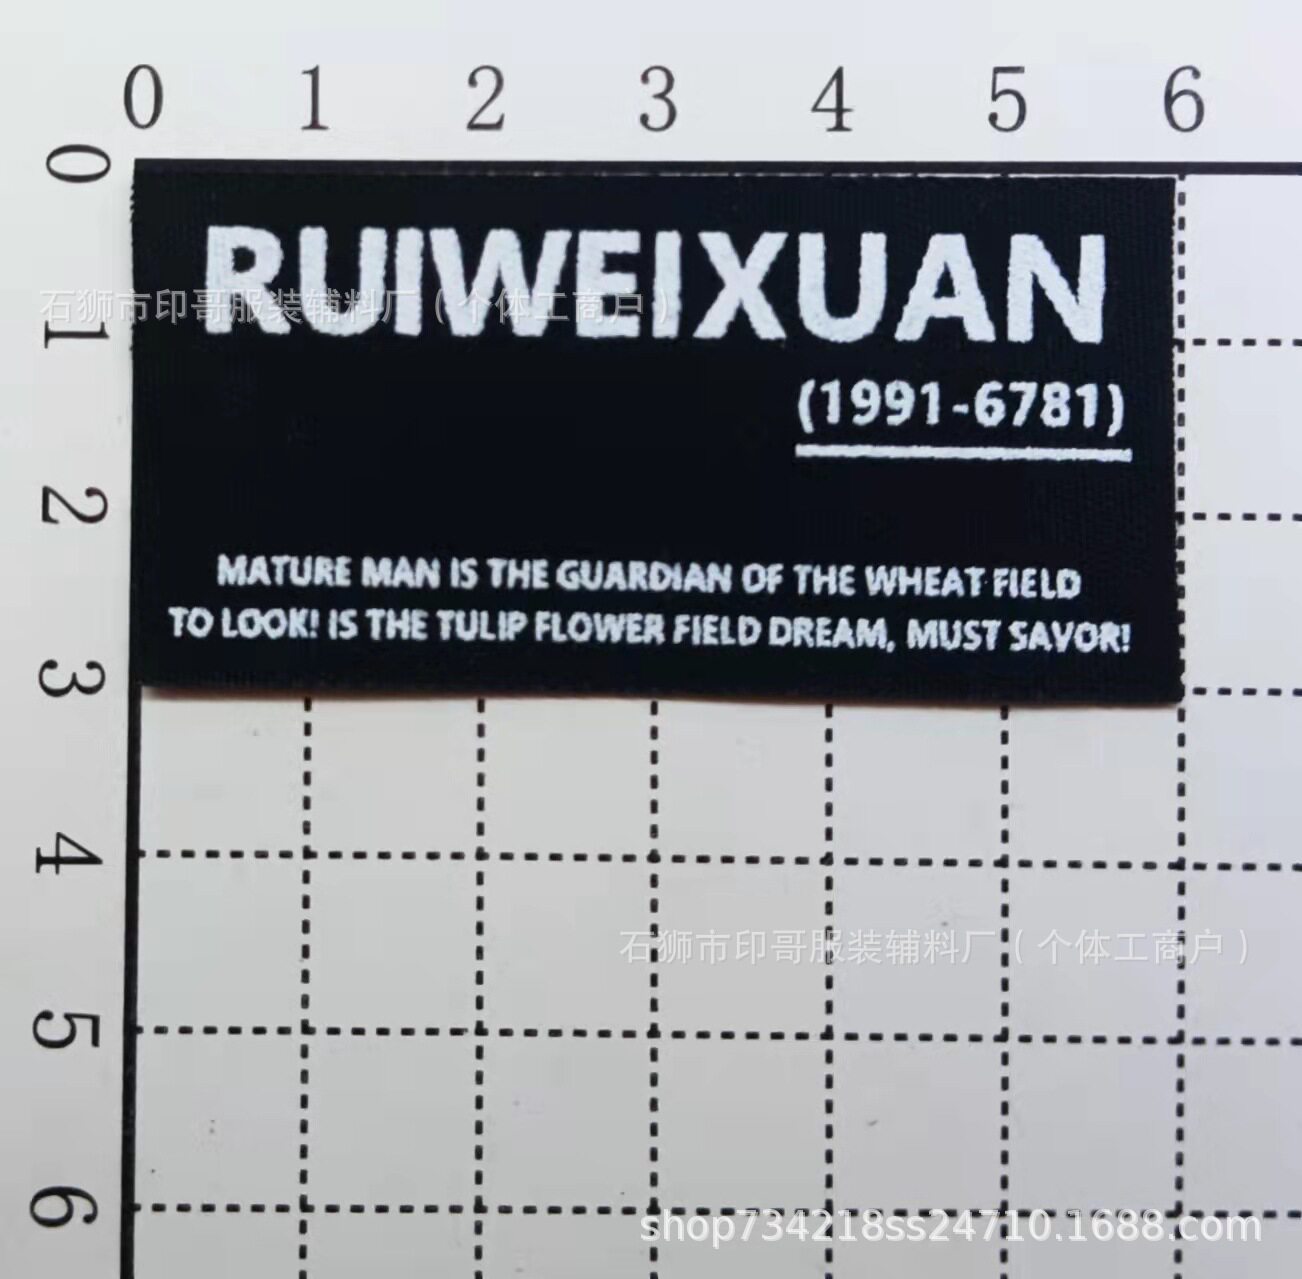 0 1 2 3 4 5 6
0
RUIWEIXUAN
石狮市印哥服装辅料厂(个体工商户)
1
(1991-6781)
2
MATURE MAN IS THE GUARDIAN OF THE WHEAT FIELD
TO LOOK! IS THE TULIP FLOWER FIELD DREAM, MUST SAVOR!
3
4
石狮市印哥服装辅料厂(个体工商户)
5
6
shop734218ss24710.1688.com